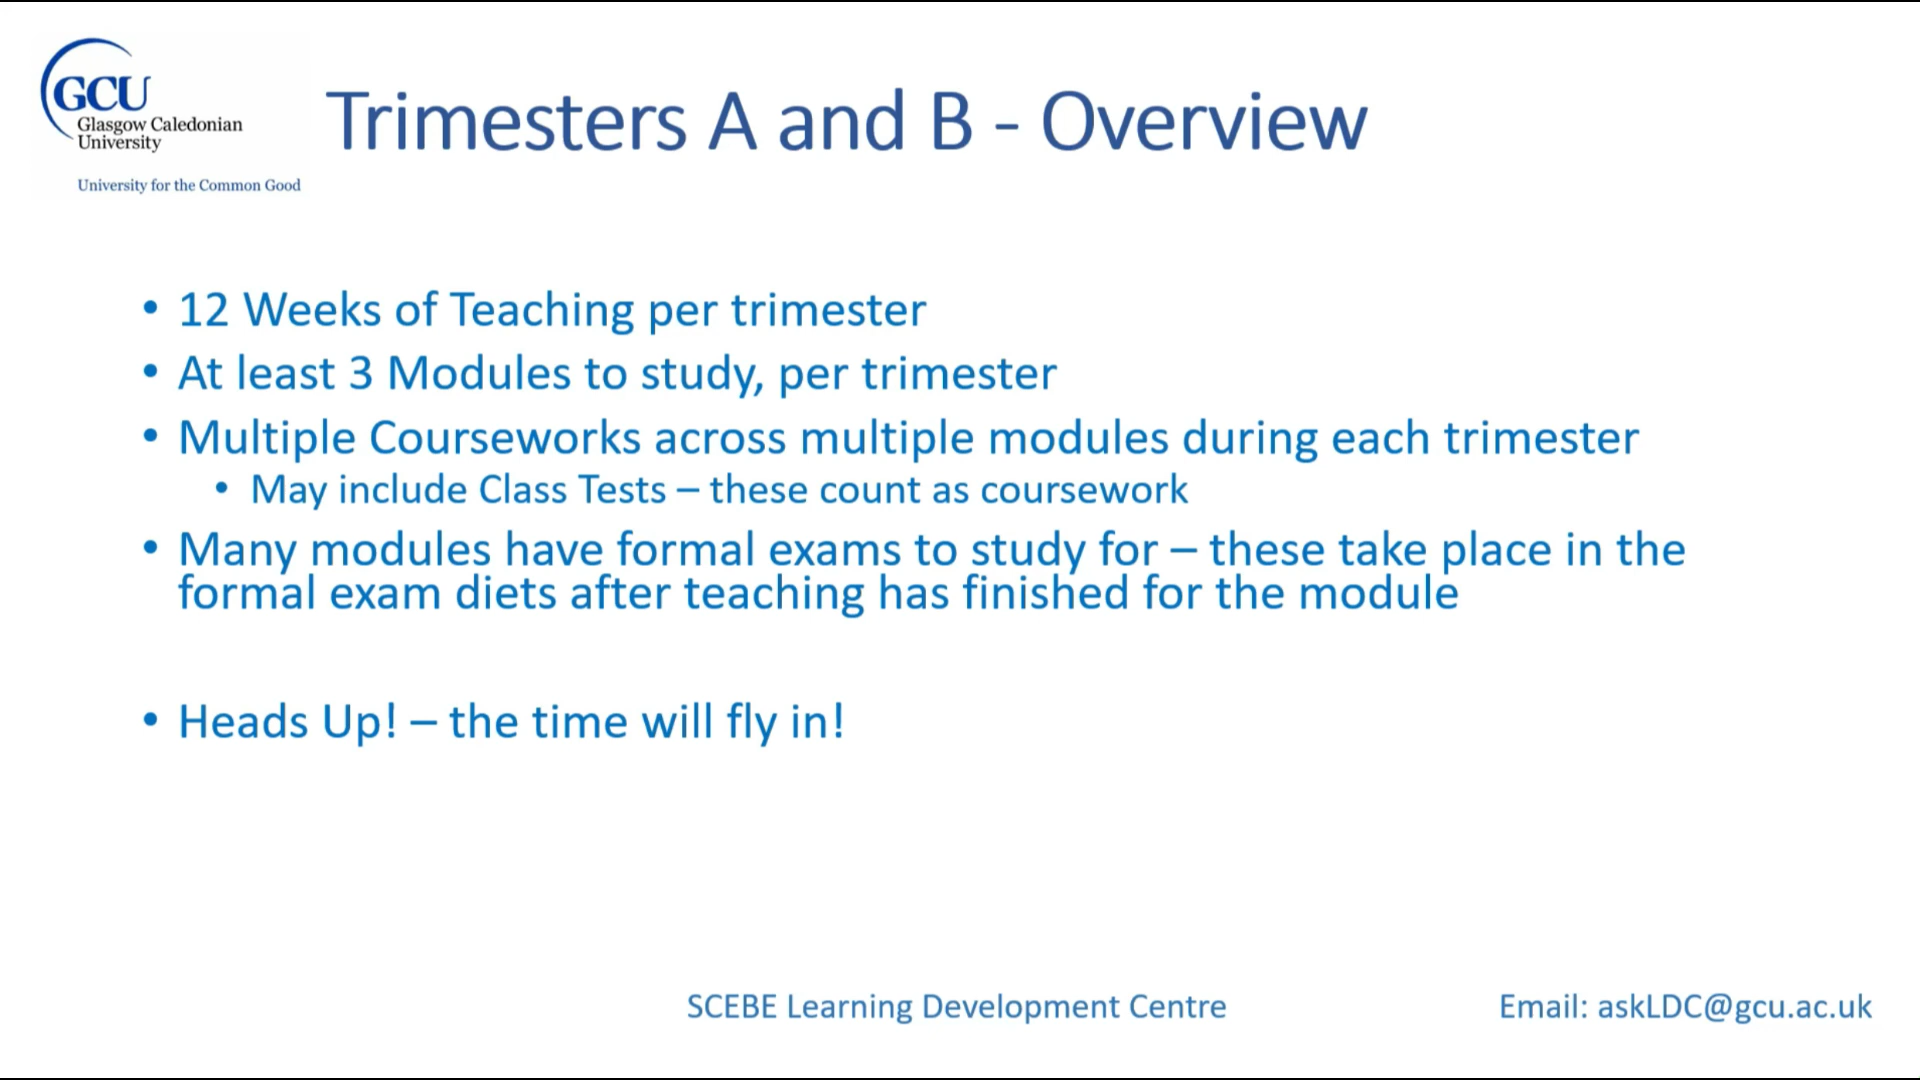 GCU
Glasgow Caledonian
University
University for the Common Good
Trimesters A and B - Overview
• 12 Weeks of Teaching per trimester
• At least 3 Modules to study, per trimester
• Multiple Courseworks across multiple modules during each trimester
• May include Class Tests – these count as coursework
• Many modules have formal exams to study for – these take place in the
formal exam diets after teaching has finished for the module
• Heads Up! – the time will fly in!
SCEBE Learning Development Centre
Email: askLDC@gcu.ac.uk